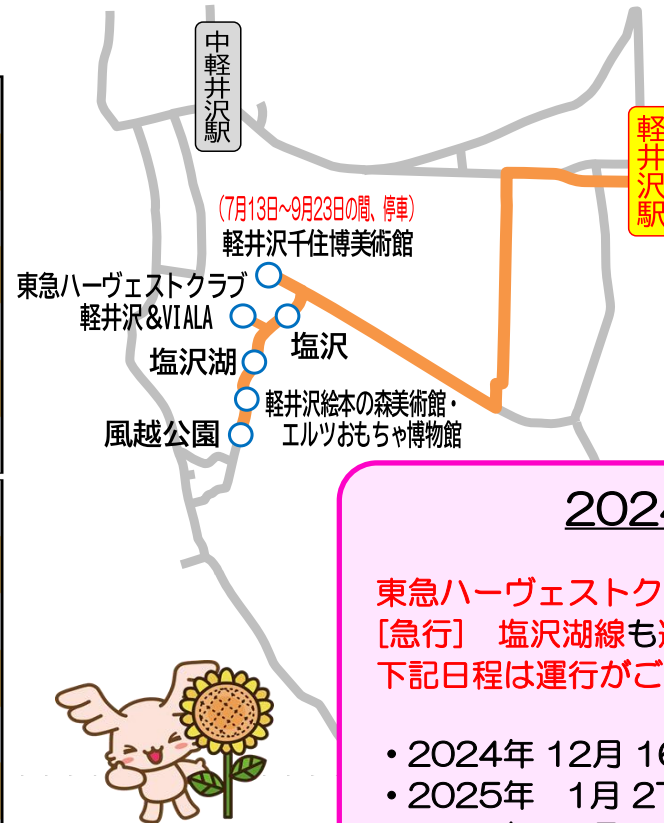 中軽井沢駅
軽井沢駅
(7月13日~9月23日の間、停車)
軽井沢千住博美術館
東急ハーヴェストクラブ
軽井沢&VIALA
塩沢
塩沢湖
軽井沢絵本の森美術館・
エルツおもちゃ博物館
風越公園
202
東急ハーヴェストク
[急行] 塩沢湖線も
下記日程は運行がご
・2024年 12月 16
・2025年 1月 27